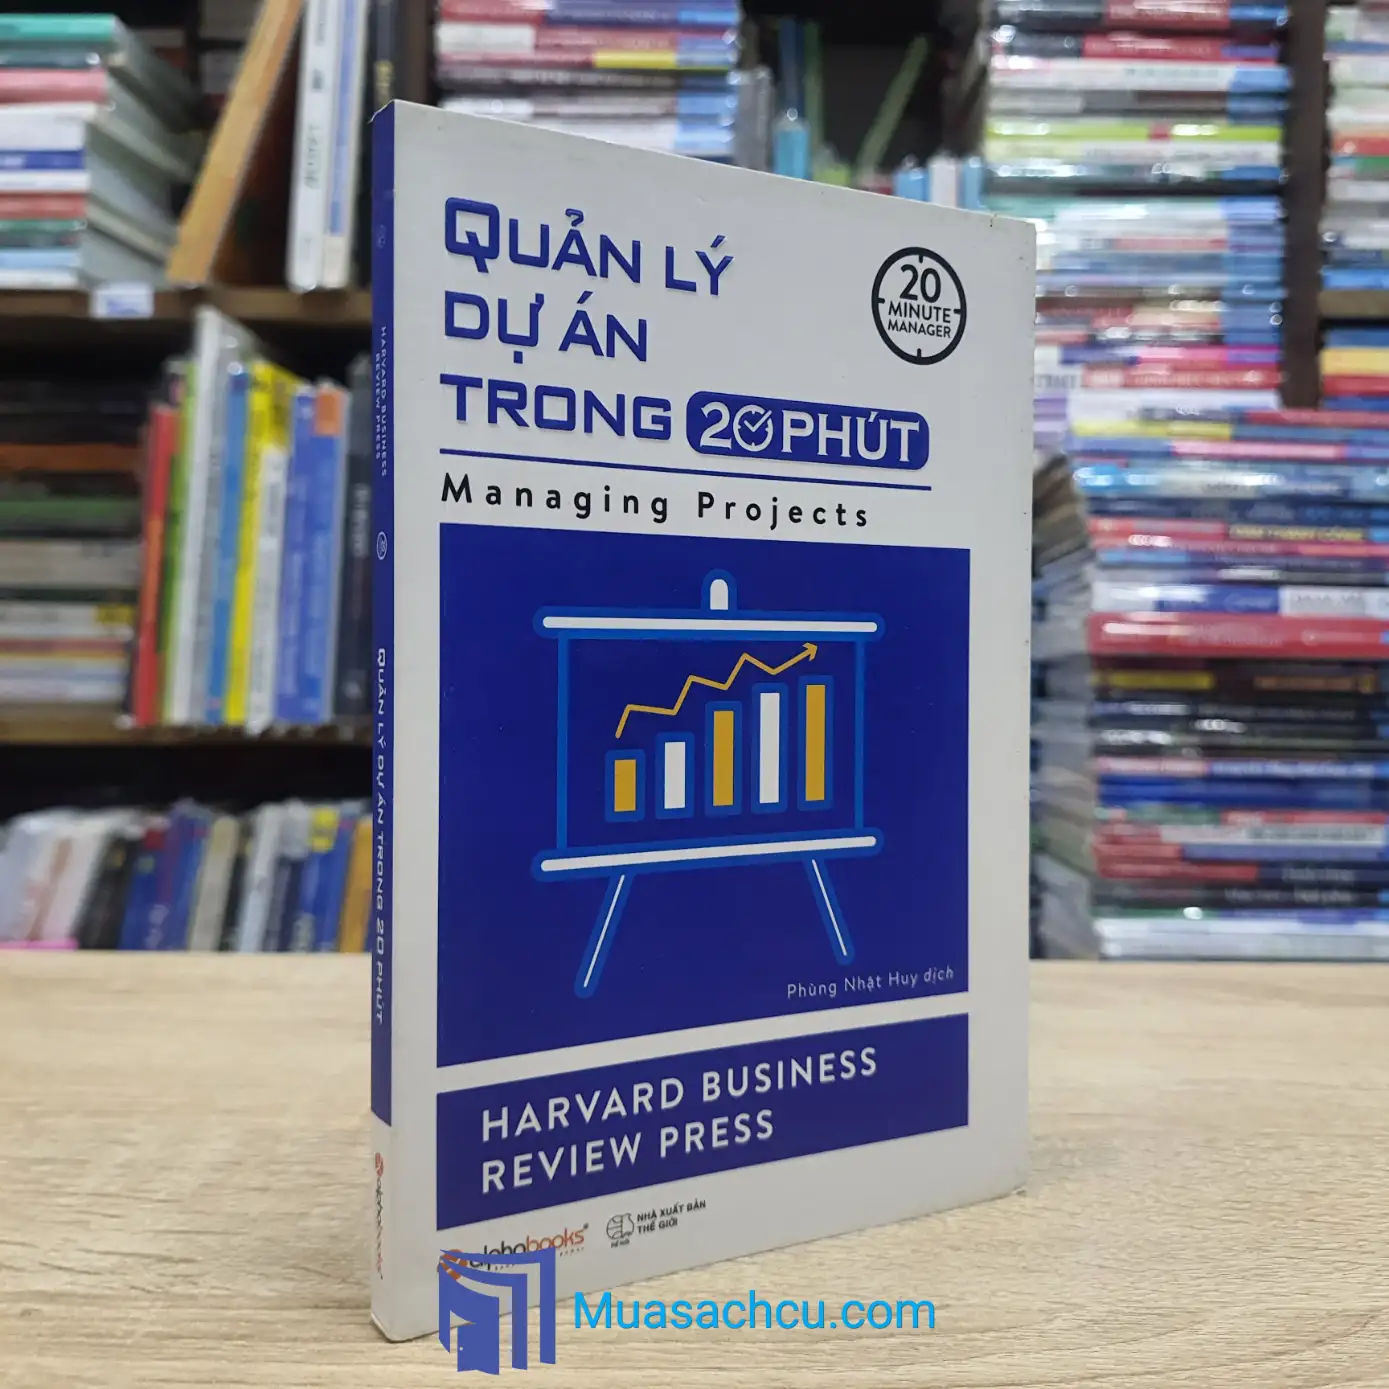 QUẢN LÝ
DỰ ÁN
TRONG 20 PHÚT
20
MINUTE
MANAGER
Managing Projects
Phùng Nhật Huy dịch
HARVARD BUSINESS
REVIEW PRESS
alphabooks
NHÀ XUẤT BẢN
THẾ GIỚI
HARVARD BUSINESS
REVIEW PRESS
QUẢN LÝ DỰ ÁN TRONG 20 PHÚT
alphabooks
Muasachcu.com